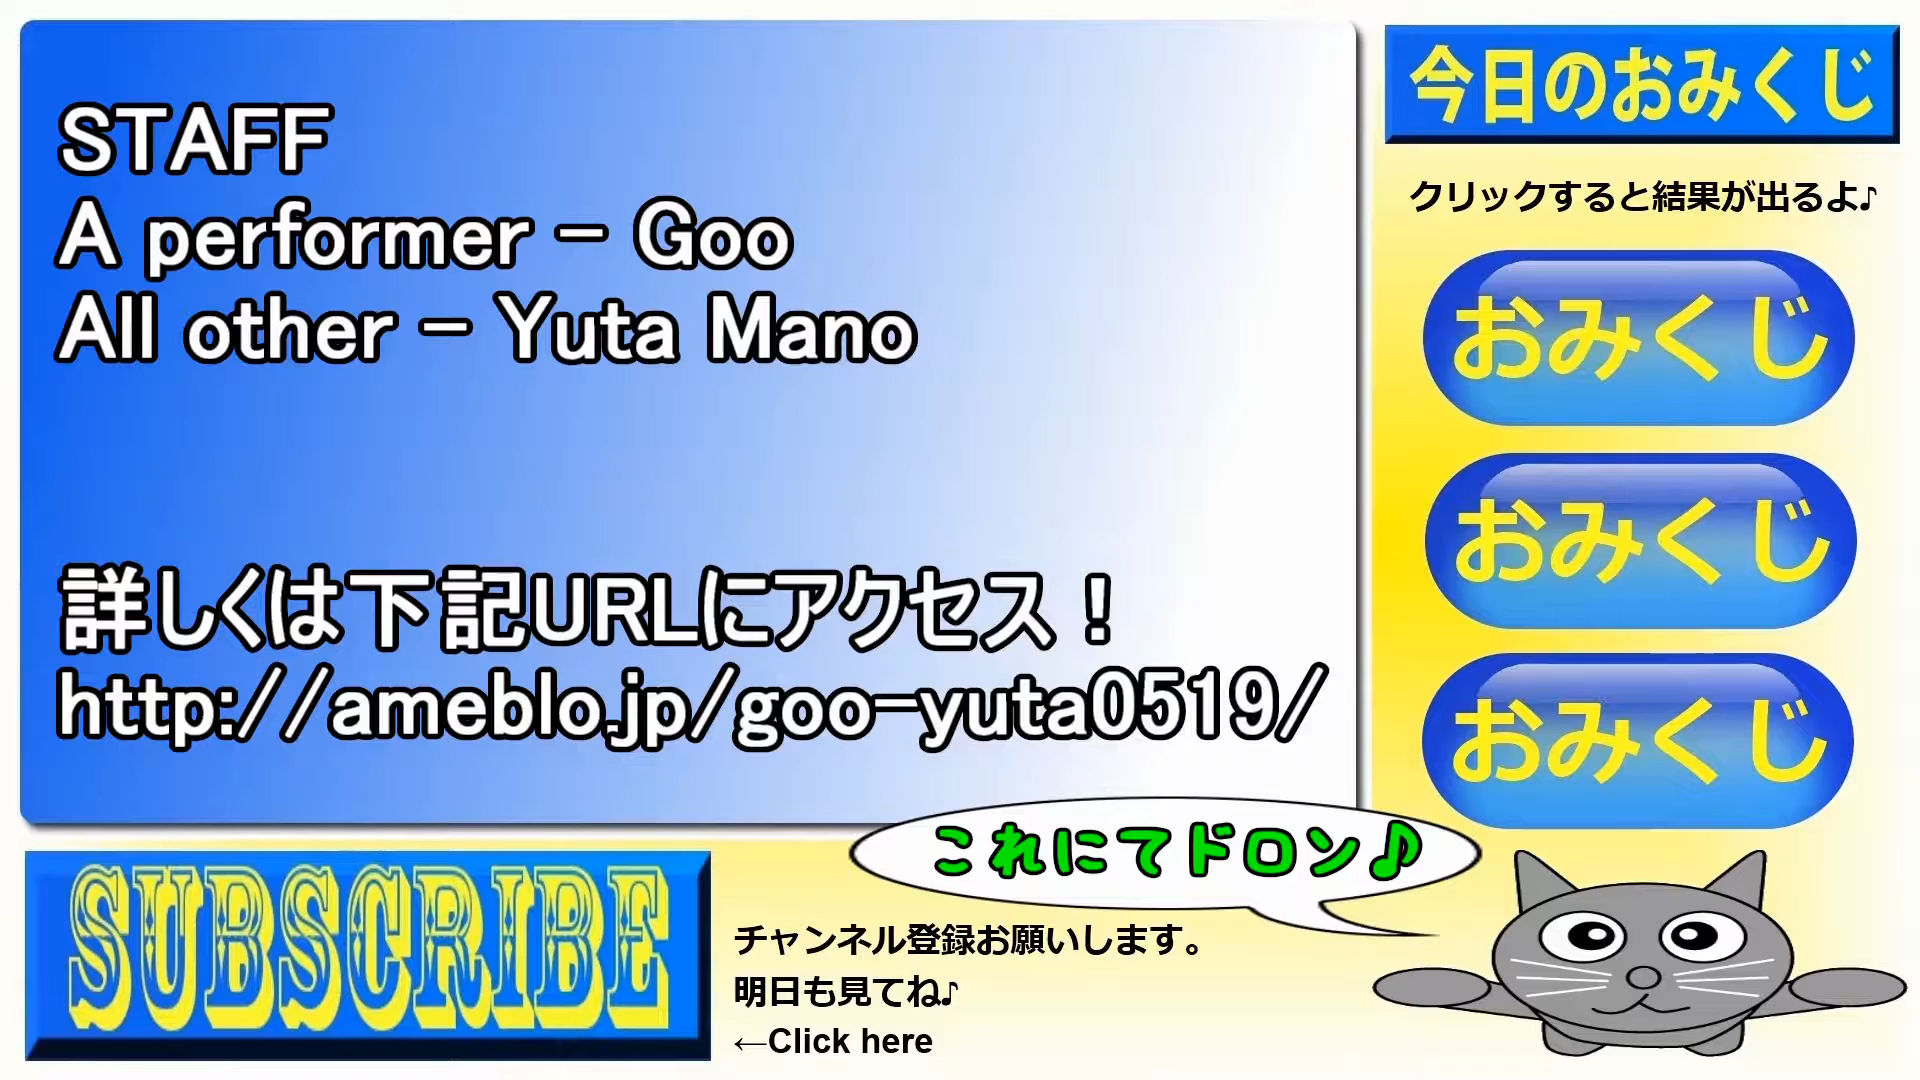 STAFF
A performer - Goo
All other - Yuta Mano
詳しくは下記URLにアクセス！
http://ameblo.jp/goo-yuta0519/
今日のおみくじ
クリックすると結果が出るよ♪
おみくじ
おみくじ
おみくじ
これにてドロン♪
SUBSCRIBE
チャンネル登録お願いします。
明日も見てね♪
←Click here